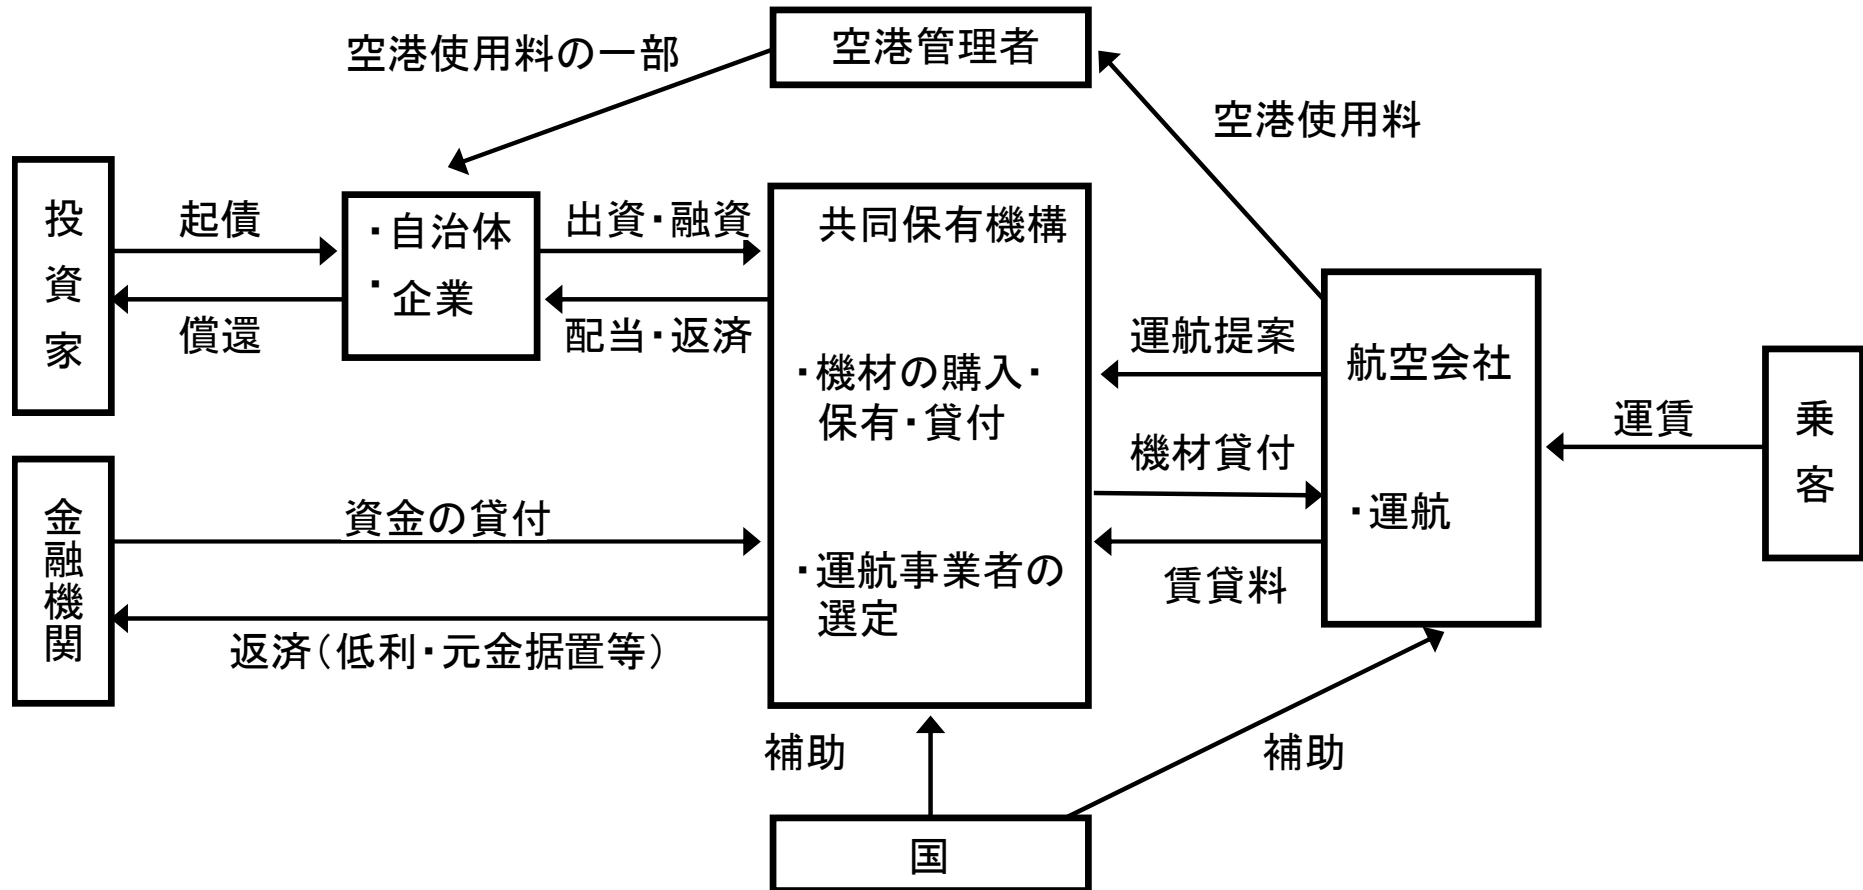 空港管理者
空港使用料の一部
空港使用料
投資家
起債
償還
・自治体
・企業
出資・融資
配当・返済
共同保有機構
・機材の購入・
保有・貸付
・運航事業者の
選定
運航提案
機材貸付
賃貸料
航空会社
・運航
運賃
乗客
金融機関
資金の貸付
返済（低利・元金据置等）
補助
補助
国